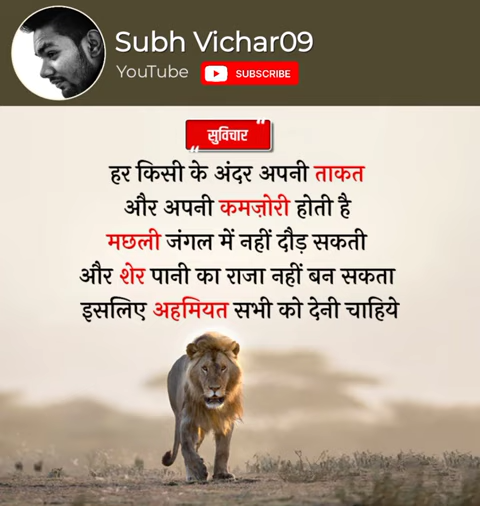 Subh Vichar09
YouTube SUBSCRIBE
सुविचार
हर किसी के अंदर अपनी ताकत
और अपनी कमज़ोरी होती है
मछली जंगल में नहीं दौड़ सकती
और शेर पानी का राजा नहीं बन सकता
इसलिए अहमियत सभी को देनी चाहिये